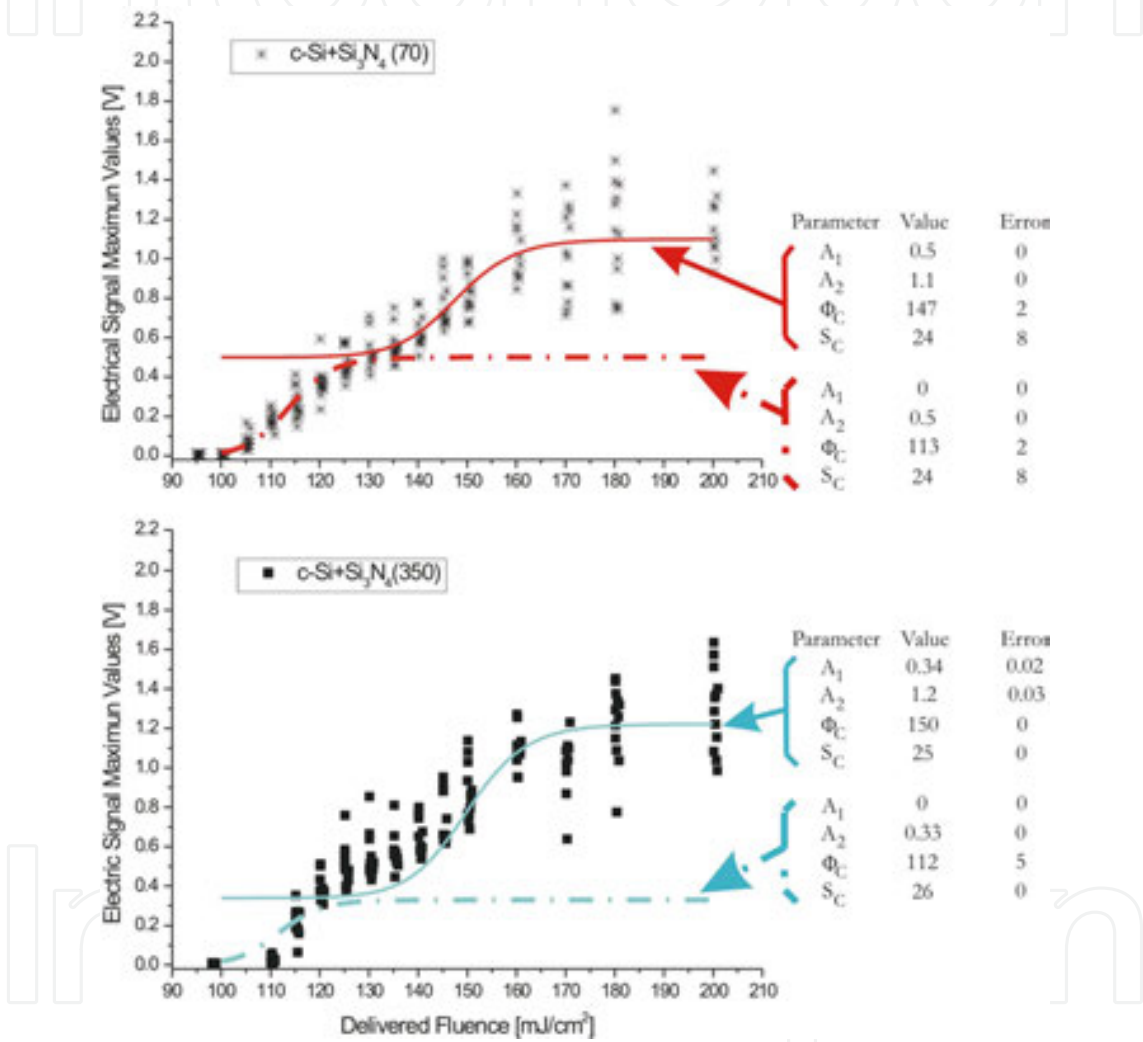 2.2
2.0
1.8
1.6
1.4
1.2
1.0
0.8
0.6
0.4
0.2
0.0
Electrical Signal Maximun Values [V]
c-Si+Si3N4 (70)
90 100 110 120 130 140 150 160 170 180 190 200 210
Parameter Value Error
A1 0.5 0
A2 1.1 0
ΦC 147 2
SC 24 8
A1 0 0
A2 0.5 0
ΦC 113 2
SC 24 8
2.2
2.0
1.8
1.6
1.4
1.2
1.0
0.8
0.6
0.4
0.2
0.0
Electric Signal Maximun Values [V]
c-Si+Si3N4(350)
90 100 110 120 130 140 150 160 170 180 190 200 210
Delivered Fluence [mJ/cm2]
Parameter Value Error
A1 0.34 0.02
A2 1.2 0.03
ΦC 150 0
SC 25 0
A1 0 0
A2 0.33 0
ΦC 112 5
SC 26 0